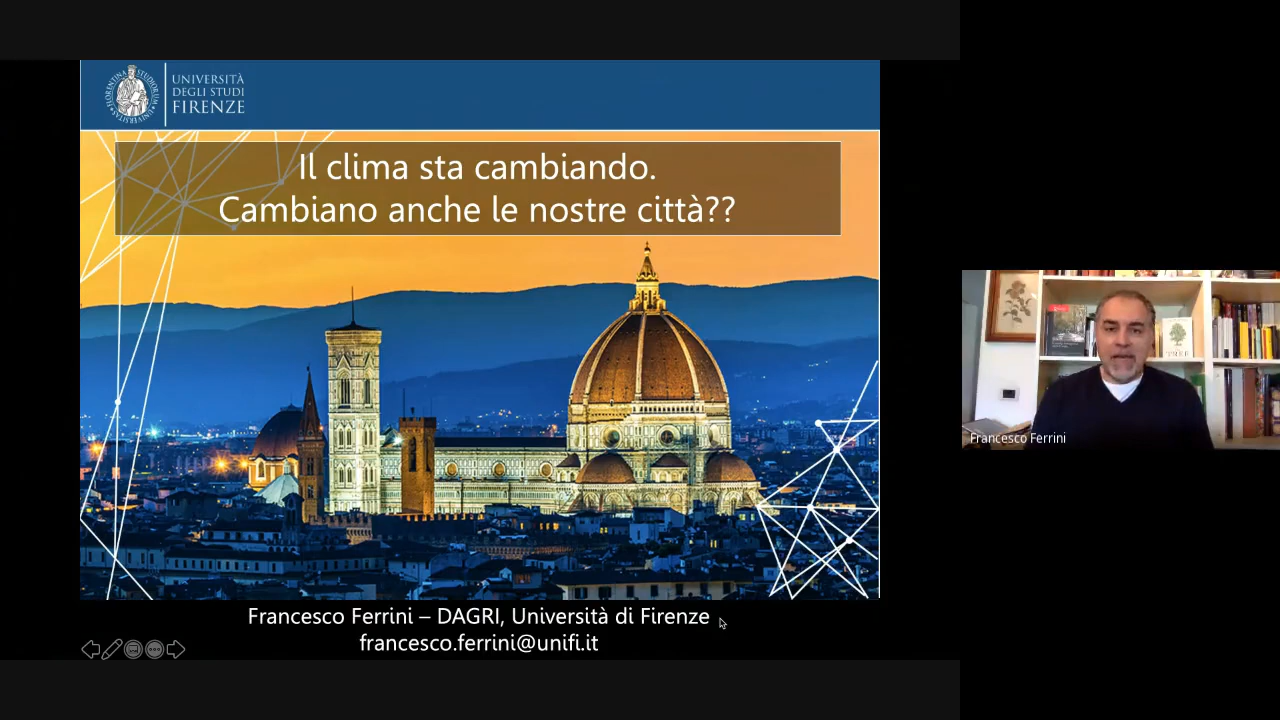 UNIVERSITÀ
DEGLI STUDI
FIRENZE
Il clima sta cambiando.
Cambiano anche le nostre città??
Francesco Ferrini – DAGRI, Università di Firenze
francesco.ferrini@unifi.it
Francesco Ferrini
TREE